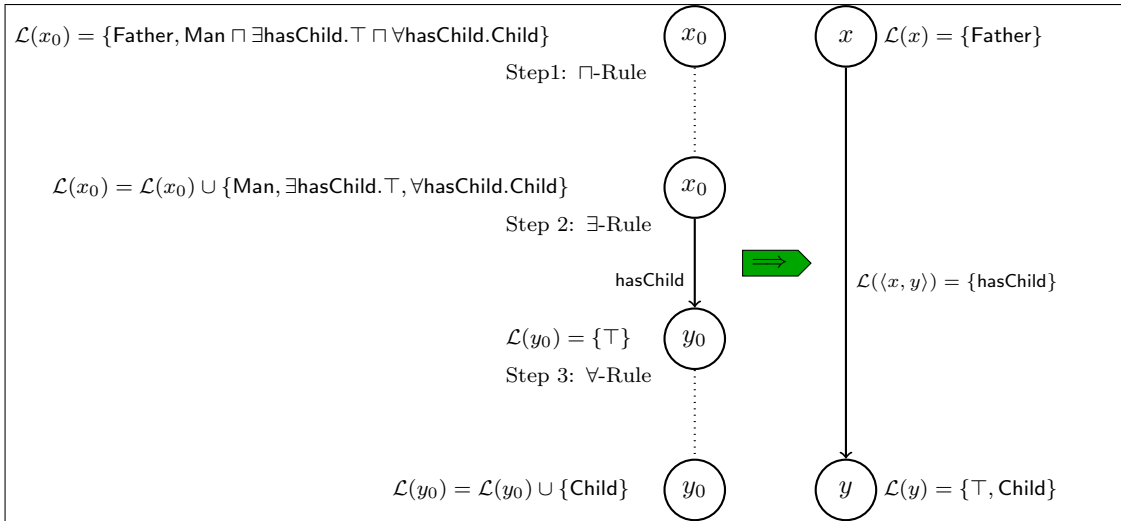 ℒ(x₀) = {Father, Man ⊓ ∃hasChild.⊤ ⊓ ∀hasChild.Child} x₀ x ℒ(x) = {Father}
Step1: ⊓-Rule
ℒ(x₀) = ℒ(x₀) ∪ {Man, ∃hasChild.⊤, ∀hasChild.Child} x₀
Step 2: ∃-Rule
⟹
hasChild ℒ(⟨x, y⟩) = {hasChild}
ℒ(y₀) = {⊤} y₀
Step 3: ∀-Rule
ℒ(y₀) = ℒ(y₀) ∪ {Child} y₀ y ℒ(y) = {⊤, Child}